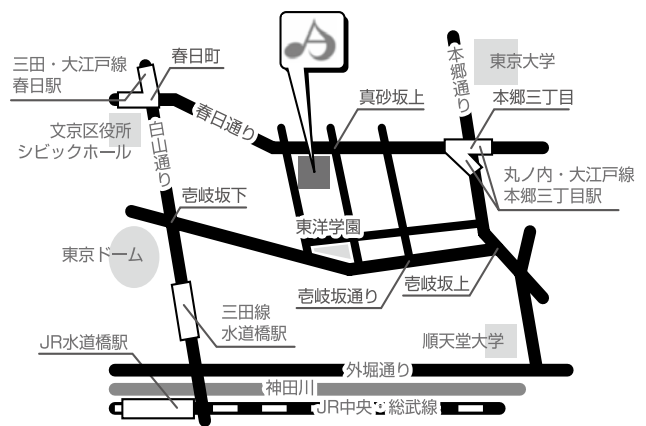 三田・大江戸線
春日駅
春日町
文京区役所
シビックホール
白山通り
春日通り
真砂坂上
本郷通り
東京大学
本郷三丁目
丸ノ内・大江戸線
本郷三丁目駅
壱岐坂下
東洋学園
東京ドーム
壱岐坂通り
壱岐坂上
三田線
水道橋駅
JR水道橋駅
順天堂大学
外堀通り
神田川
JR中央・総武線